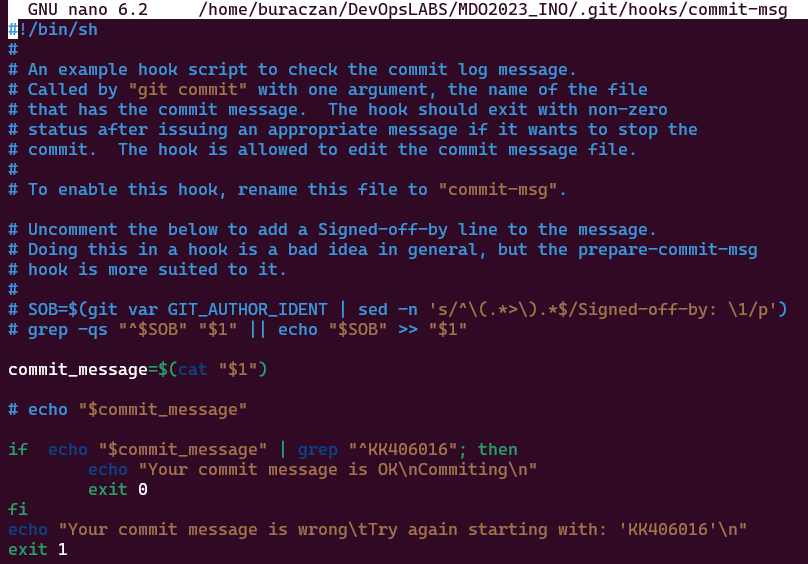 GNU nano 6.2     /home/buraczan/DevOpsLABS/MDO2023_INO/.git/hooks/commit-msg
#!/bin/sh
#
# An example hook script to check the commit log message.
# Called by "git commit" with one argument, the name of the file
# that has the commit message.  The hook should exit with non-zero
# status after issuing an appropriate message if it wants to stop the
# commit.  The hook is allowed to edit the commit message file.
#
# To enable this hook, rename this file to "commit-msg".

# Uncomment the below to add a Signed-off-by line to the message.
# Doing this in a hook is a bad idea in general, but the prepare-commit-msg
# hook is more suited to it.
#
# SOB=$(git var GIT_AUTHOR_IDENT | sed -n 's/^\(.*>\).*$/Signed-off-by: \1/p')
# grep -qs "^$SOB" "$1" || echo "$SOB" >> "$1"

commit_message=$(cat "$1")

# echo "$commit_message"

if  echo "$commit_message" | grep "^KK406016"; then
        echo "Your commit message is OK\nCommiting\n"
        exit 0
fi
echo "Your commit message is wrong\tTry again starting with: 'KK406016'\n"
exit 1